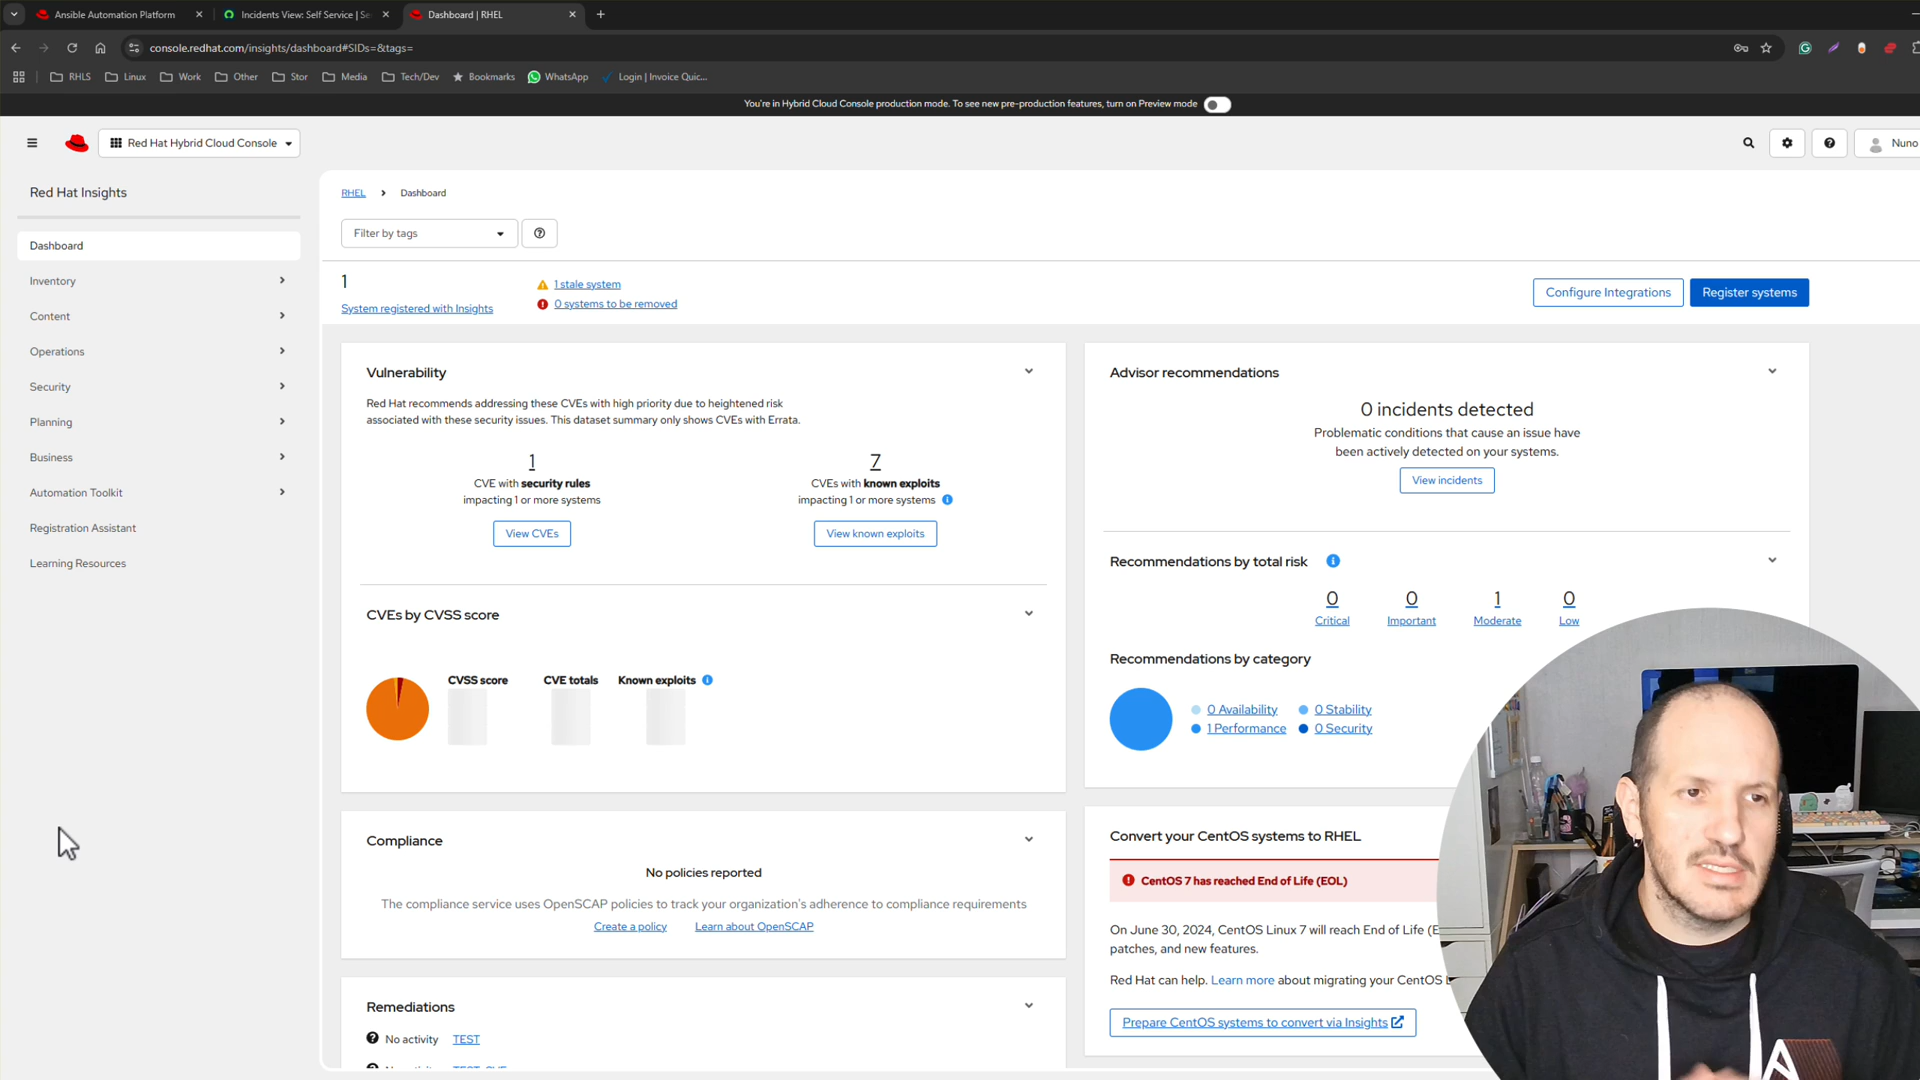 Ansible Automation Platform
Incidents View: Self Service | Se
Dashboard | RHEL
console.redhat.com/insights/dashboard#SIDs=&tags=
RHLS
Linux
Work
Other
Stor
Media
Tech/Dev
Bookmarks
WhatsApp
Login | Invoice Quic...
You're in Hybrid Cloud Console production mode. To see new pre-production features, turn on Preview mode
Red Hat Hybrid Cloud Console
Nuno
Red Hat Insights
Dashboard
Inventory
Content
Operations
Security
Planning
Business
Automation Toolkit
Registration Assistant
Learning Resources
RHEL
Dashboard
Filter by tags
1
System registered with Insights
1 stale system
0 systems to be removed
Configure Integrations
Register systems
Vulnerability
Red Hat recommends addressing these CVEs with high priority due to heightened risk
associated with these security issues. This dataset summary only shows CVEs with Errata.
1
CVE with security rules
impacting 1 or more systems
View CVEs
7
CVEs with known exploits
impacting 1 or more systems
View known exploits
CVEs by CVSS score
CVSS score
CVE totals
Known exploits
Compliance
No policies reported
The compliance service uses OpenSCAP policies to track your organization's adherence to compliance requirements
Create a policy
Learn about OpenSCAP
Remediations
No activity
TEST
Advisor recommendations
0 incidents detected
Problematic conditions that cause an issue have
been actively detected on your systems.
View incidents
Recommendations by total risk
0
Critical
0
Important
1
Moderate
0
Low
Recommendations by category
0 Availability
0 Stability
1 Performance
0 Security
Convert your CentOS systems to RHEL
CentOS 7 has reached End of Life (EOL)
On June 30, 2024, CentOS Linux 7 will reach End of Life (E
patches, and new features.
Red Hat can help. Learn more about migrating your CentOS
Prepare CentOS systems to convert via Insights